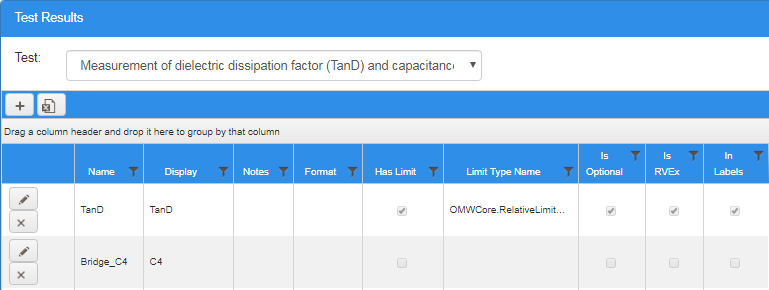 Test Results
Test:
Measurement of dielectric dissipation factor (TanD) and capacitance
Drag a column header and drop it here to group by that column
Name Display Notes Format Has Limit Limit Type Name Is Optional Is RVEx In Labels
TanD TanD OMWCore.RelativeLimit...
Bridge_C4 C4